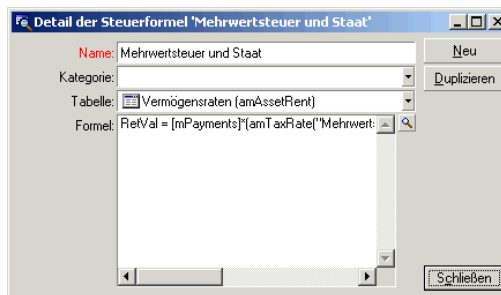 Detail der Steuerformel 'Mehrwertsteuer und Staat'
Name: Mehrwertsteuer und Staat
Neu
Kategorie:
Duplizieren
Tabelle: Vermögensraten (amAssetRent)
Formel: RetVal = [mPayments]*(amTaxRate("Mehrwert
Schließen